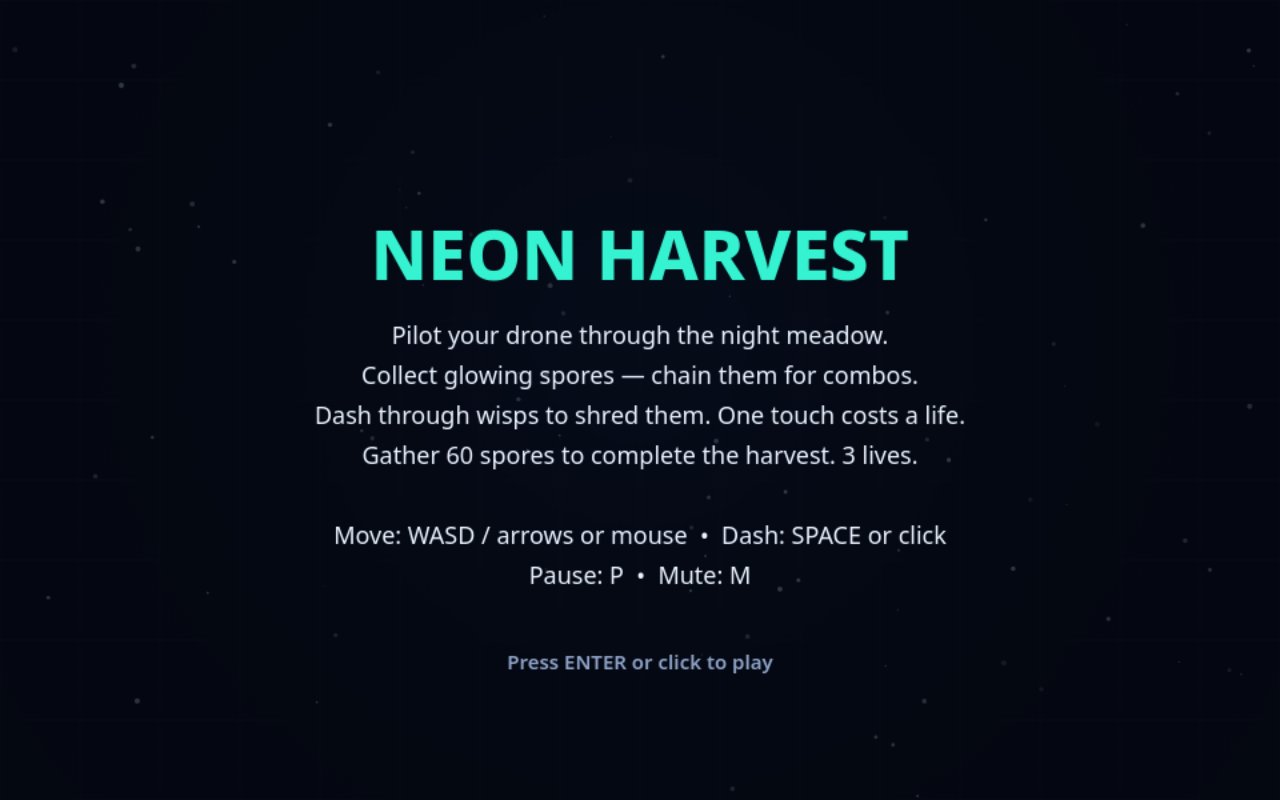 NEON HARVEST
Pilot your drone through the night meadow.
Collect glowing spores — chain them for combos.
Dash through wisps to shred them. One touch costs a life.
Gather 60 spores to complete the harvest. 3 lives.
Move: WASD / arrows or mouse • Dash: SPACE or click
Pause: P • Mute: M
Press ENTER or click to play